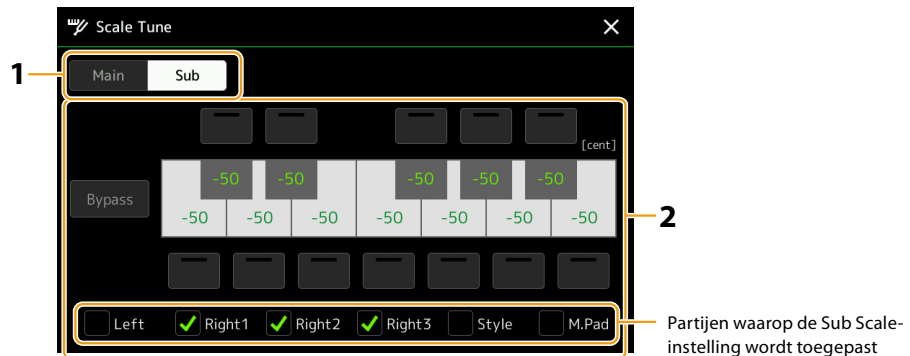 Scale Tune
1
Main Sub
[cent]
-50 -50 -50 -50 -50
Bypass
-50 -50 -50 -50 -50 -50 -50
2
Left Right1 Right2 Right3 Style M.Pad
Partijen waarop de Sub Scale-
instelling wordt toegepast